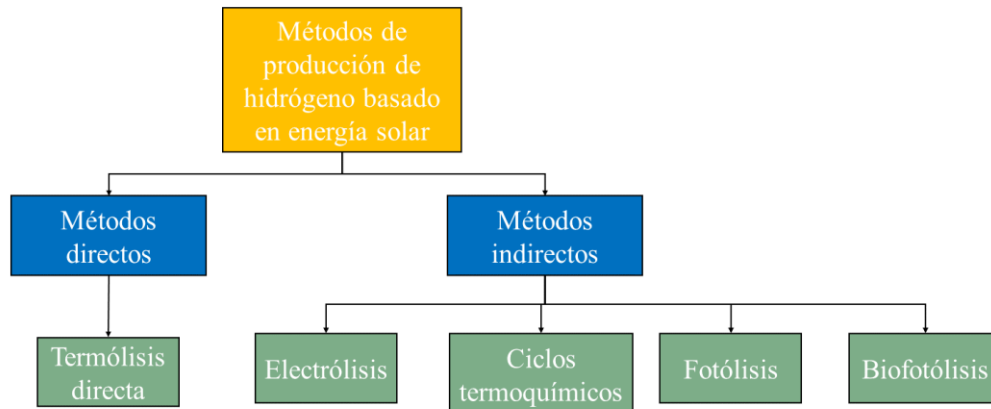 Métodos de
producción de
hidrógeno basado
en energía solar
Métodos
directos
Métodos
indirectos
Termólisis
directa
Electrólisis
Ciclos
termoquímicos
Fotólisis
Biofotólisis